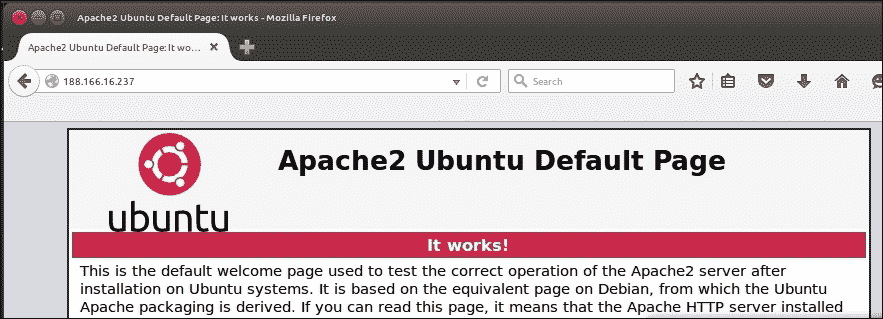 Apache2 Ubuntu Default Page: It works - Mozilla Firefox
Apache2 Ubuntu Default Page: It wo...
188.166.16.237
Search
Apache2 Ubuntu Default Page
ubuntu
It works!
This is the default welcome page used to test the correct operation of the Apache2 server after
installation on Ubuntu systems. It is based on the equivalent page on Debian, from which the Ubuntu
Apache packaging is derived. If you can read this page, it means that the Apache HTTP server installed